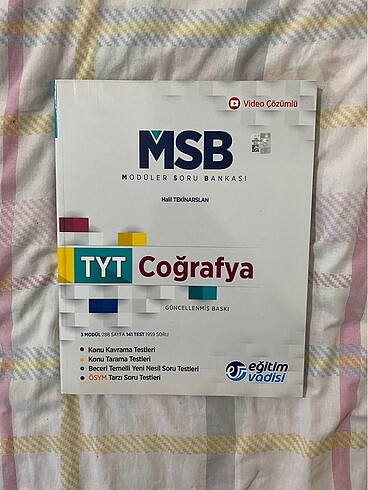 Video Çözümlü
MSB
MODÜLER SORU BANKASI
Halil TEKİNARSLAN
TYT Coğrafya
GÜNCELLENMİŞ BASKI
3 MODÜL 288 SAYFA 141 TEST 1959 SORU
• Konu Kavrama Testleri
• Konu Tarama Testleri
• Beceri Temelli Yeni Nesil Soru Testleri
• ÖSYM Tarzı Soru Testleri
eğitim
vadisi